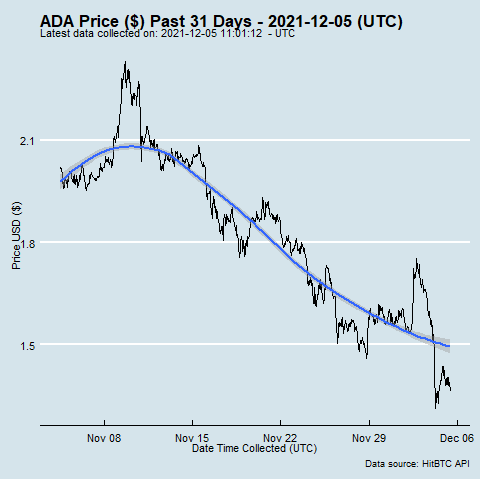 ADA Price ($) Past 31 Days - 2021-12-05 (UTC)
Latest data collected on: 2021-12-05 11:01:12 - UTC
2.1
1.8
1.5
Price USD ($)
Nov 08 Nov 15 Nov 22 Nov 29 Dec 06
Date Time Collected (UTC)
Data source: HitBTC API